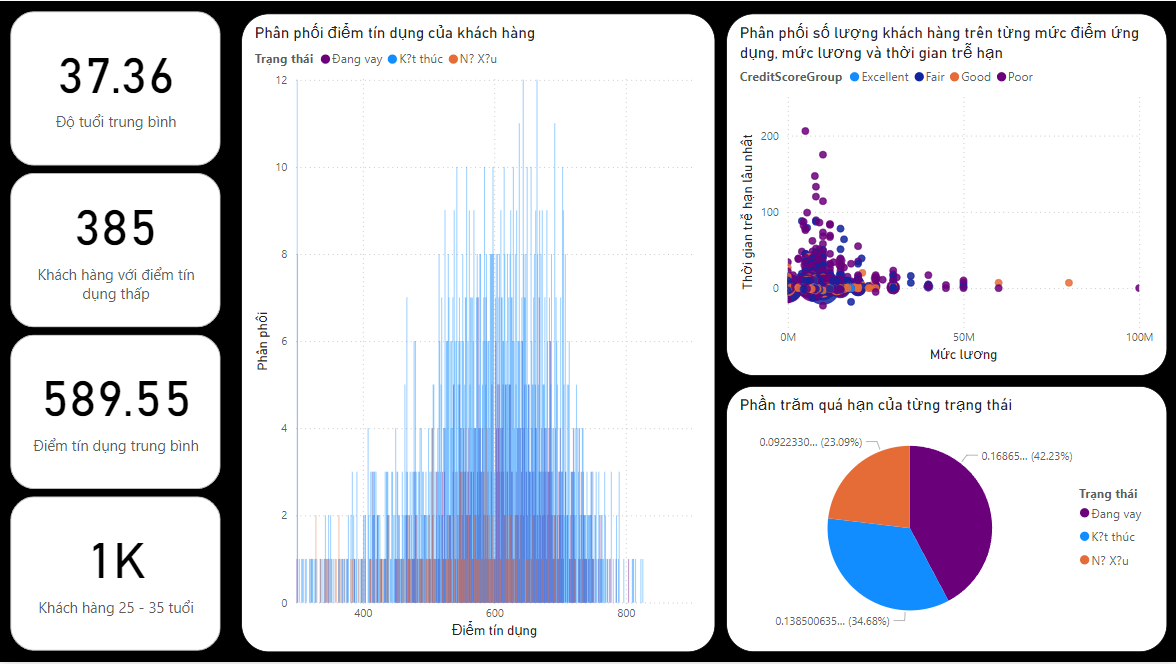 37.36
Độ tuổi trung bình
385
Khách hàng với điểm tín
dụng thấp
589.55
Điểm tín dụng trung bình
1K
Khách hàng 25 - 35 tuổi
Phân phối điểm tín dụng của khách hàng
Trạng thái Đang vay K?t thúc N? X?u
12
10
8
6
4
2
0
Phân phối
400 600 800
Điểm tín dụng
Phân phối số lượng khách hàng trên từng mức điểm ứng
dụng, mức lương và thời gian trễ hạn
CreditScoreGroup Excellent Fair Good Poor
200
100
0
Thời gian trễ hạn lâu nhất
0M 50M 100M
Mức lương
Phần trăm quá hạn của từng trạng thái
0.0922330... (23.09%)
0.16865... (42.23%)
0.138500635... (34.68%)
Trạng thái
Đang vay
K?t thúc
N? X?u